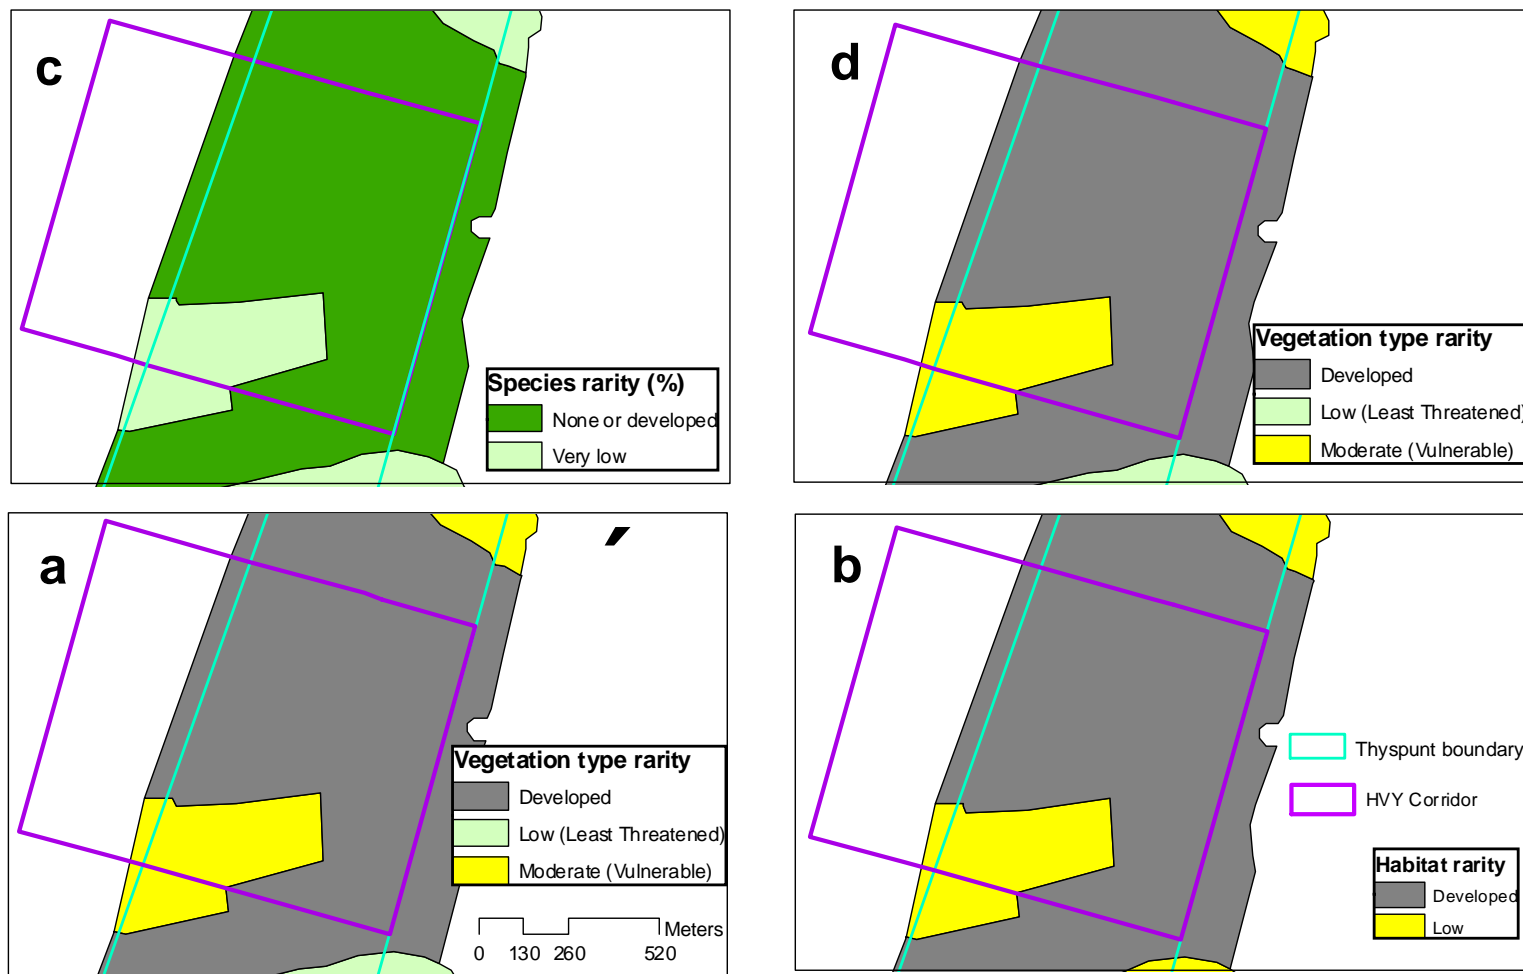 c
Species rarity (%)
None or developed
Very low
d
Vegetation type rarity
Developed
Low (Least Threatened)
Moderate (Vulnerable)
a
Vegetation type rarity
Developed
Low (Least Threatened)
Moderate (Vulnerable)
Meters
0 130 260 520
b
Thyspunt boundary
HVY Corridor
Habitat rarity
Developed
Low